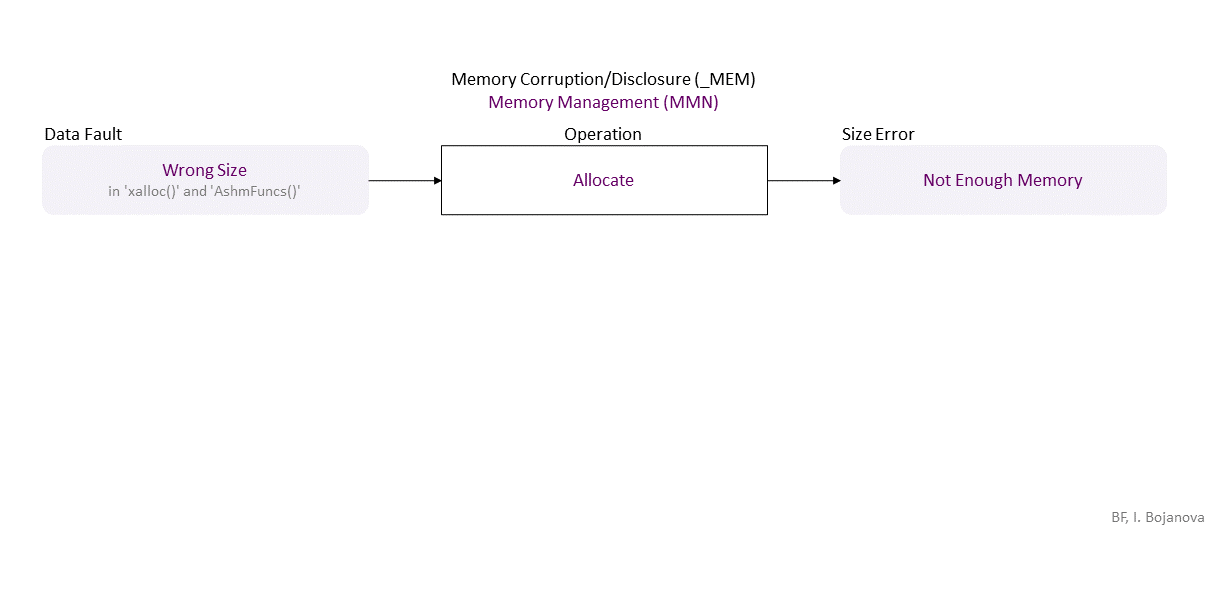 Memory Corruption/Disclosure (_MEM)
Memory Management (MMN)
Data Fault
Operation
Size Error
Wrong Size
in 'xalloc()' and 'AshmFuncs()'
Allocate
Not Enough Memory
BF, I. Bojanova